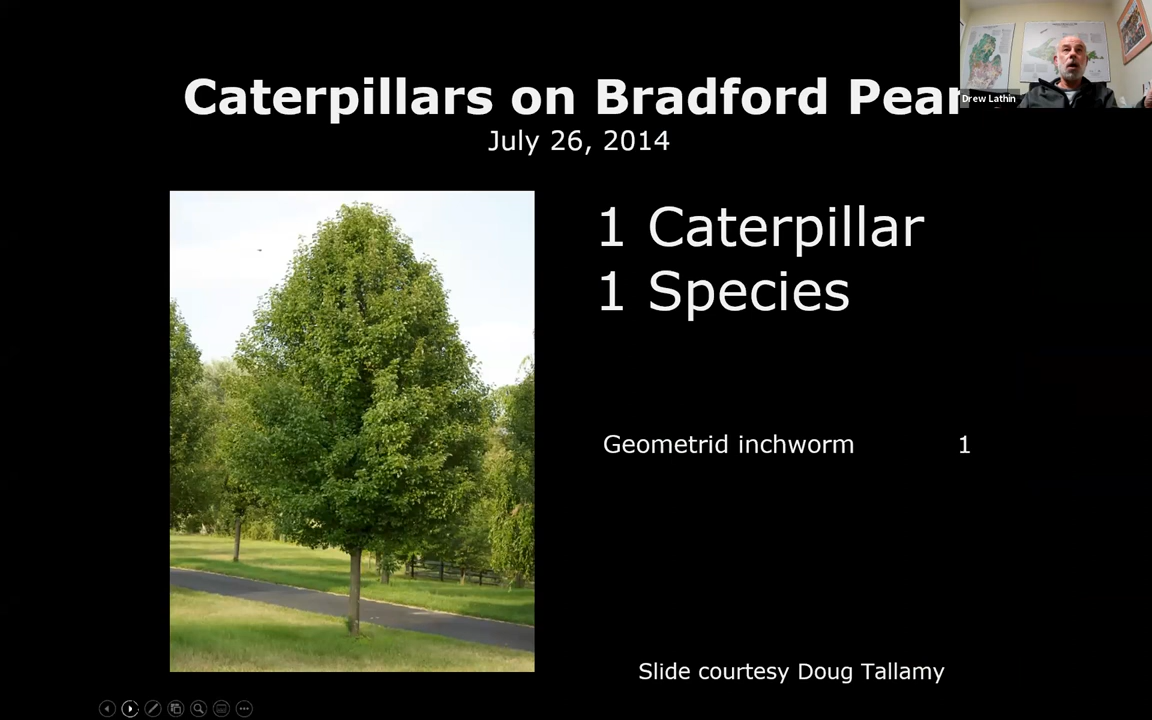 Caterpillars on Bradford Pear
July 26, 2014
Drew Lathin
1 Caterpillar
1 Species
Geometrid inchworm 1
Slide courtesy Doug Tallamy